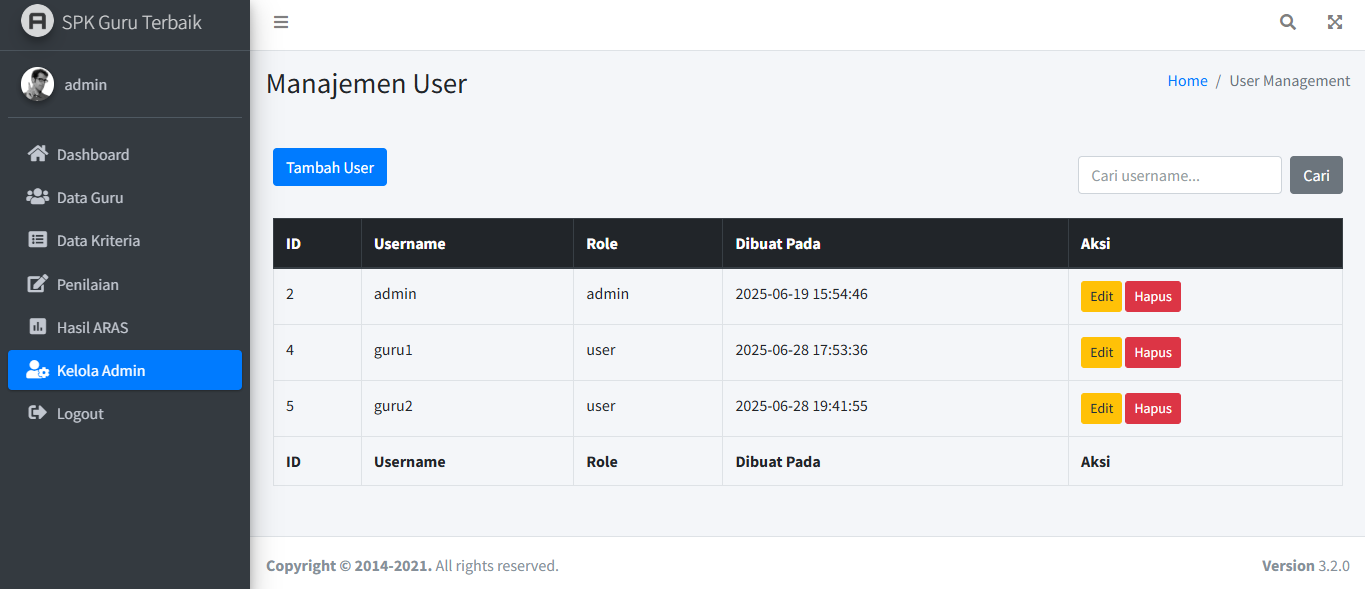 SPK Guru Terbaik
admin
Dashboard
Data Guru
Data Kriteria
Penilaian
Hasil ARAS
Kelola Admin
Logout
Manajemen User
Home / User Management
Tambah User
Cari username... Cari
ID Username Role Dibuat Pada Aksi
2 admin admin 2025-06-19 15:54:46 Edit Hapus
4 guru1 user 2025-06-28 17:53:36 Edit Hapus
5 guru2 user 2025-06-28 19:41:55 Edit Hapus
ID Username Role Dibuat Pada Aksi
Copyright © 2014-2021. All rights reserved.
Version 3.2.0